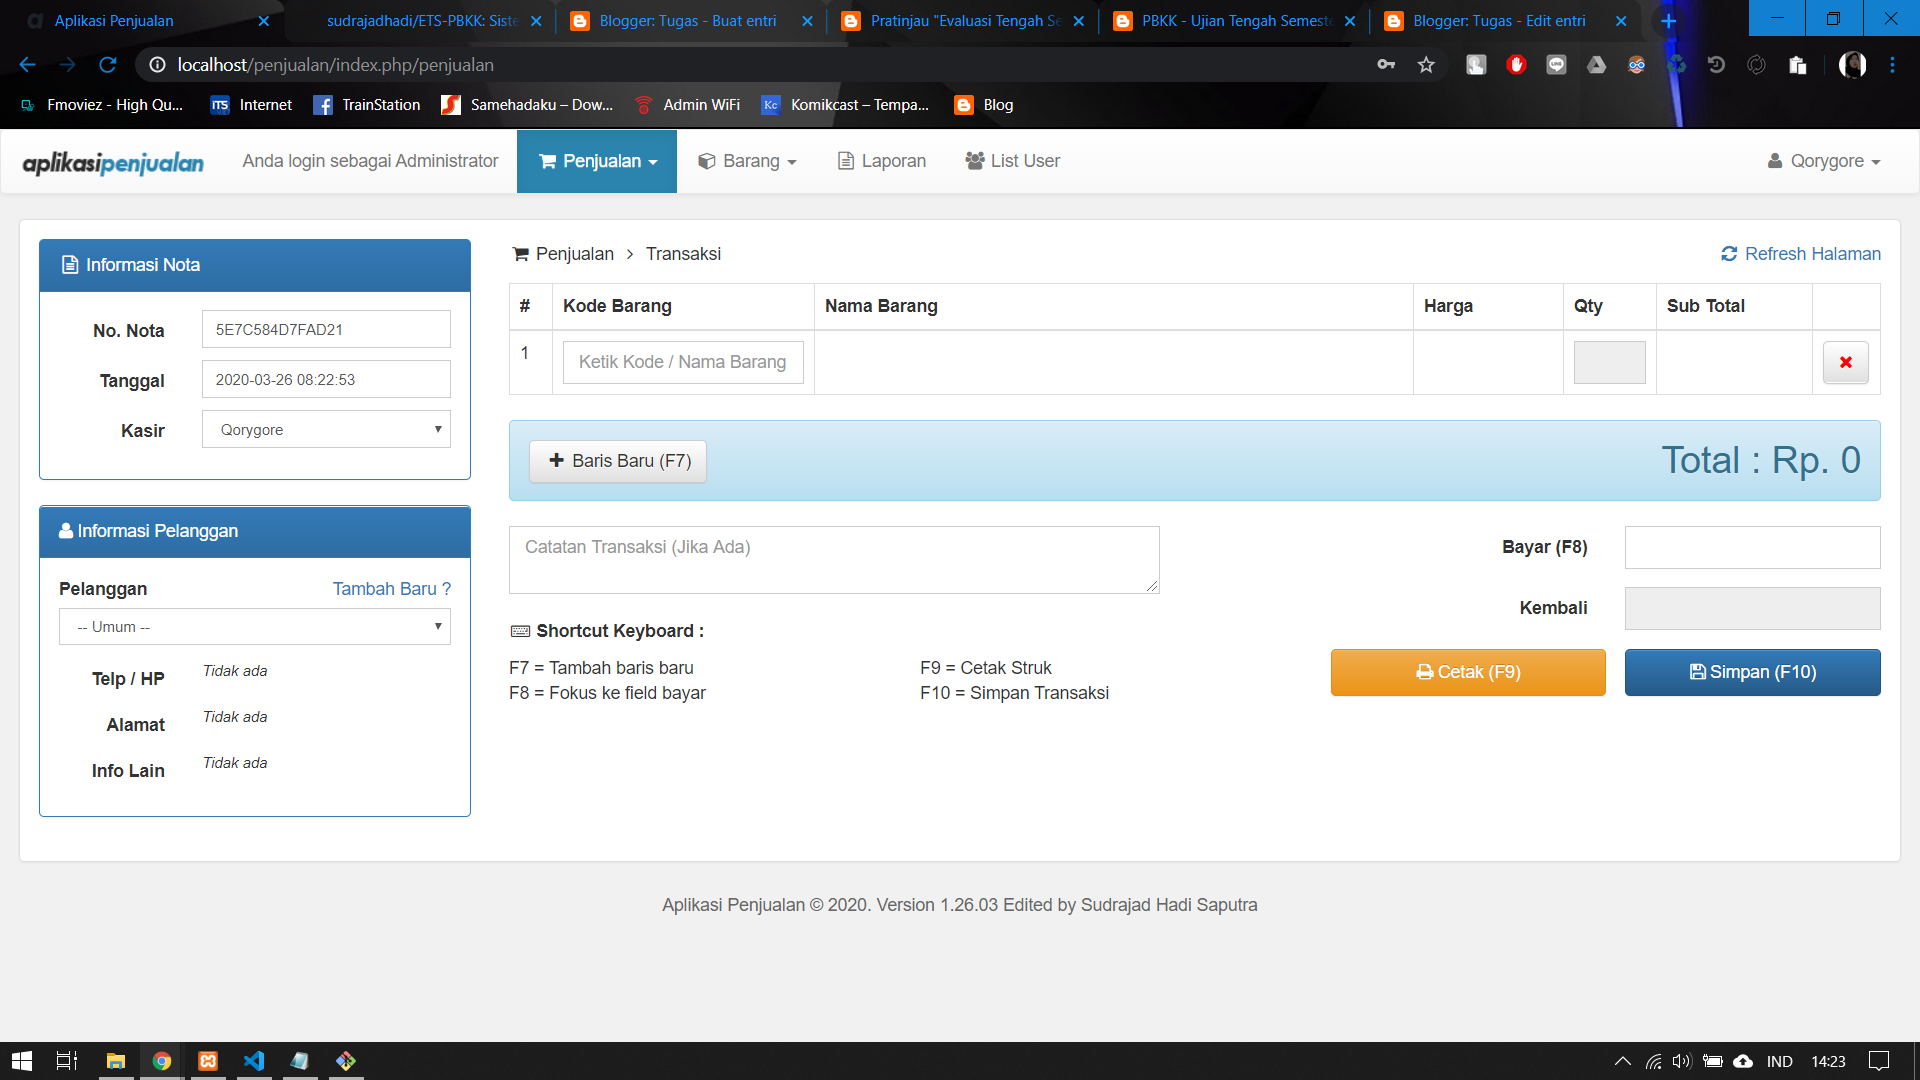 Aplikasi Penjualan
sudrajadhadi/ETS-PBKK: Siste
Blogger: Tugas - Buat entri
Pratinjau "Evaluasi Tengah Se
PBKK - Ujian Tengah Semeste
Blogger: Tugas - Edit entri
localhost/penjualan/index.php/penjualan
Fmoviez - High Qu...
Internet
TrainStation
Samehadaku – Dow...
Admin WiFi
Komikcast – Tempa...
Blog
aplikasipenjualan
Anda login sebagai Administrator
Penjualan
Barang
Laporan
List User
Qorygore
Informasi Nota
No. Nota 5E7C584D7FAD21
Tanggal 2020-03-26 08:22:53
Kasir Qorygore
Informasi Pelanggan
Pelanggan Tambah Baru ?
-- Umum --
Telp / HP Tidak ada
Alamat Tidak ada
Info Lain Tidak ada
Penjualan > Transaksi
Refresh Halaman
# Kode Barang Nama Barang Harga Qty Sub Total
1 Ketik Kode / Nama Barang
Baris Baru (F7)
Total : Rp. 0
Catatan Transaksi (Jika Ada)
Bayar (F8)
Kembali
Shortcut Keyboard :
F7 = Tambah baris baru
F9 = Cetak Struk
F8 = Fokus ke field bayar
F10 = Simpan Transaksi
Cetak (F9)
Simpan (F10)
Aplikasi Penjualan © 2020. Version 1.26.03 Edited by Sudrajad Hadi Saputra
IND
14:23